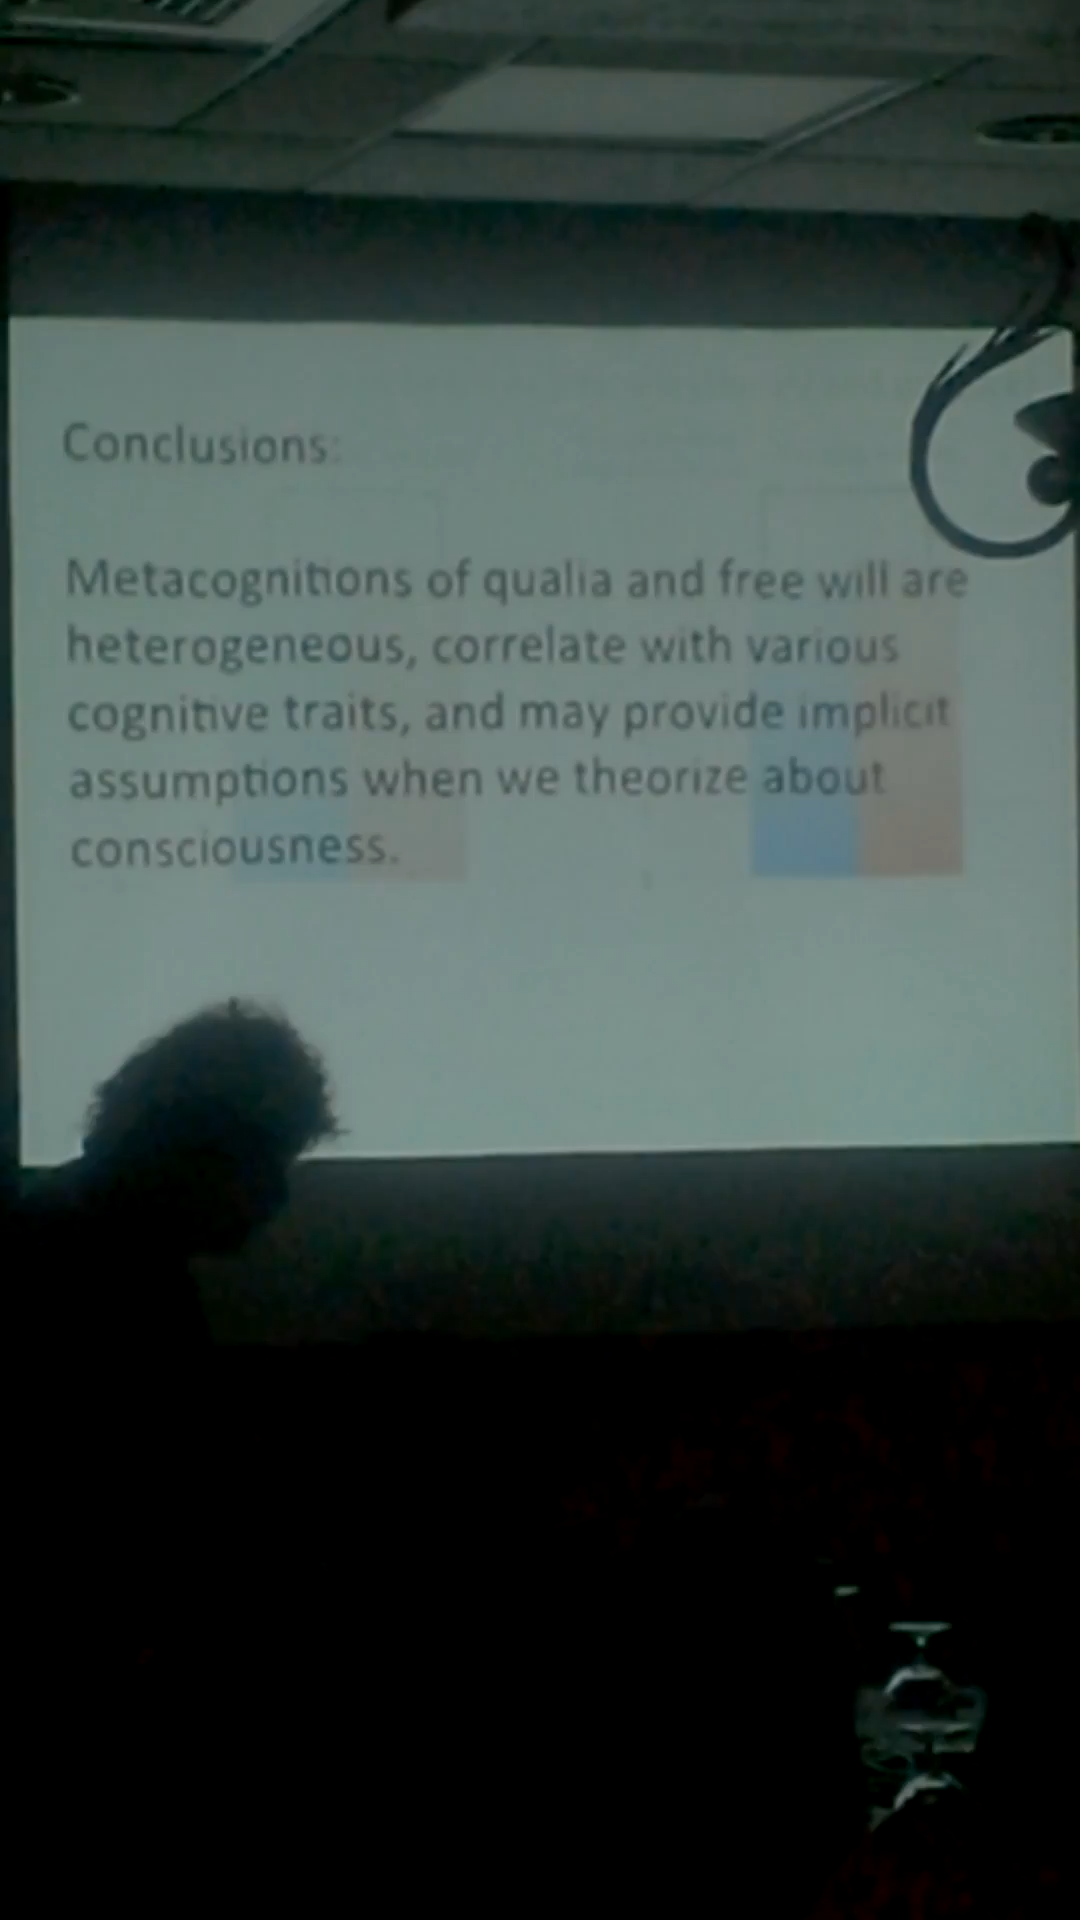 Conclusions:
Metacognitions of qualia and free will are
heterogeneous, correlate with various
cognitive traits, and may provide implicit
assumptions when we theorize about
consciousness.